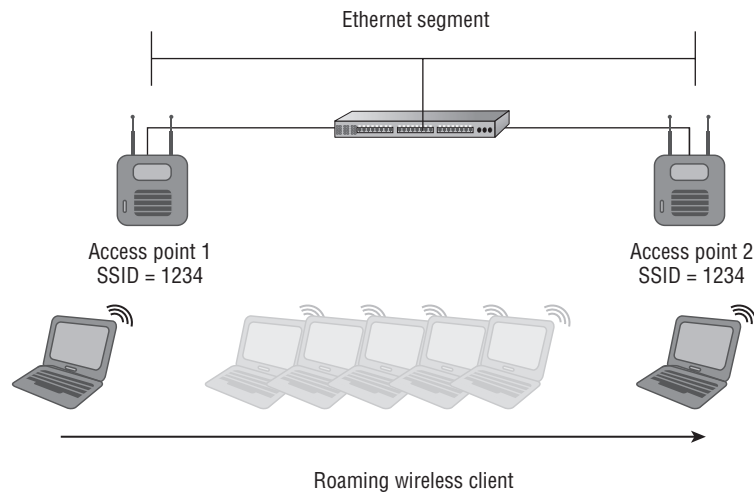 Ethernet segment
Access point 1
SSID = 1234
Access point 2
SSID = 1234
Roaming wireless client